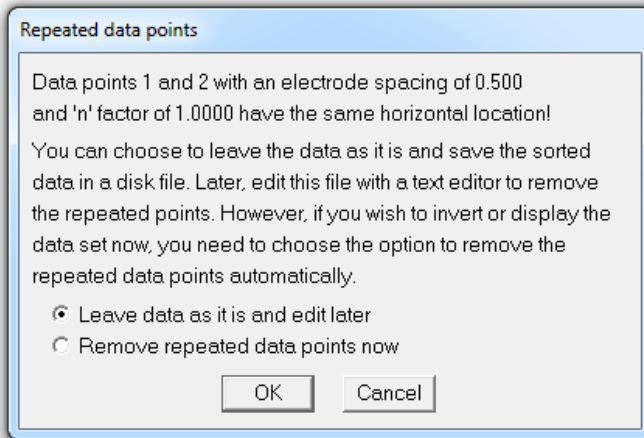 Repeated data points
Data points 1 and 2 with an electrode spacing of 0.500
and 'n' factor of 1.0000 have the same horizontal location!
You can choose to leave the data as it is and save the sorted
data in a disk file. Later, edit this file with a text editor to remove
the repeated points. However, if you wish to invert or display the
data set now, you need to choose the option to remove the
repeated data points automatically.
Leave data as it is and edit later
Remove repeated data points now
OK Cancel